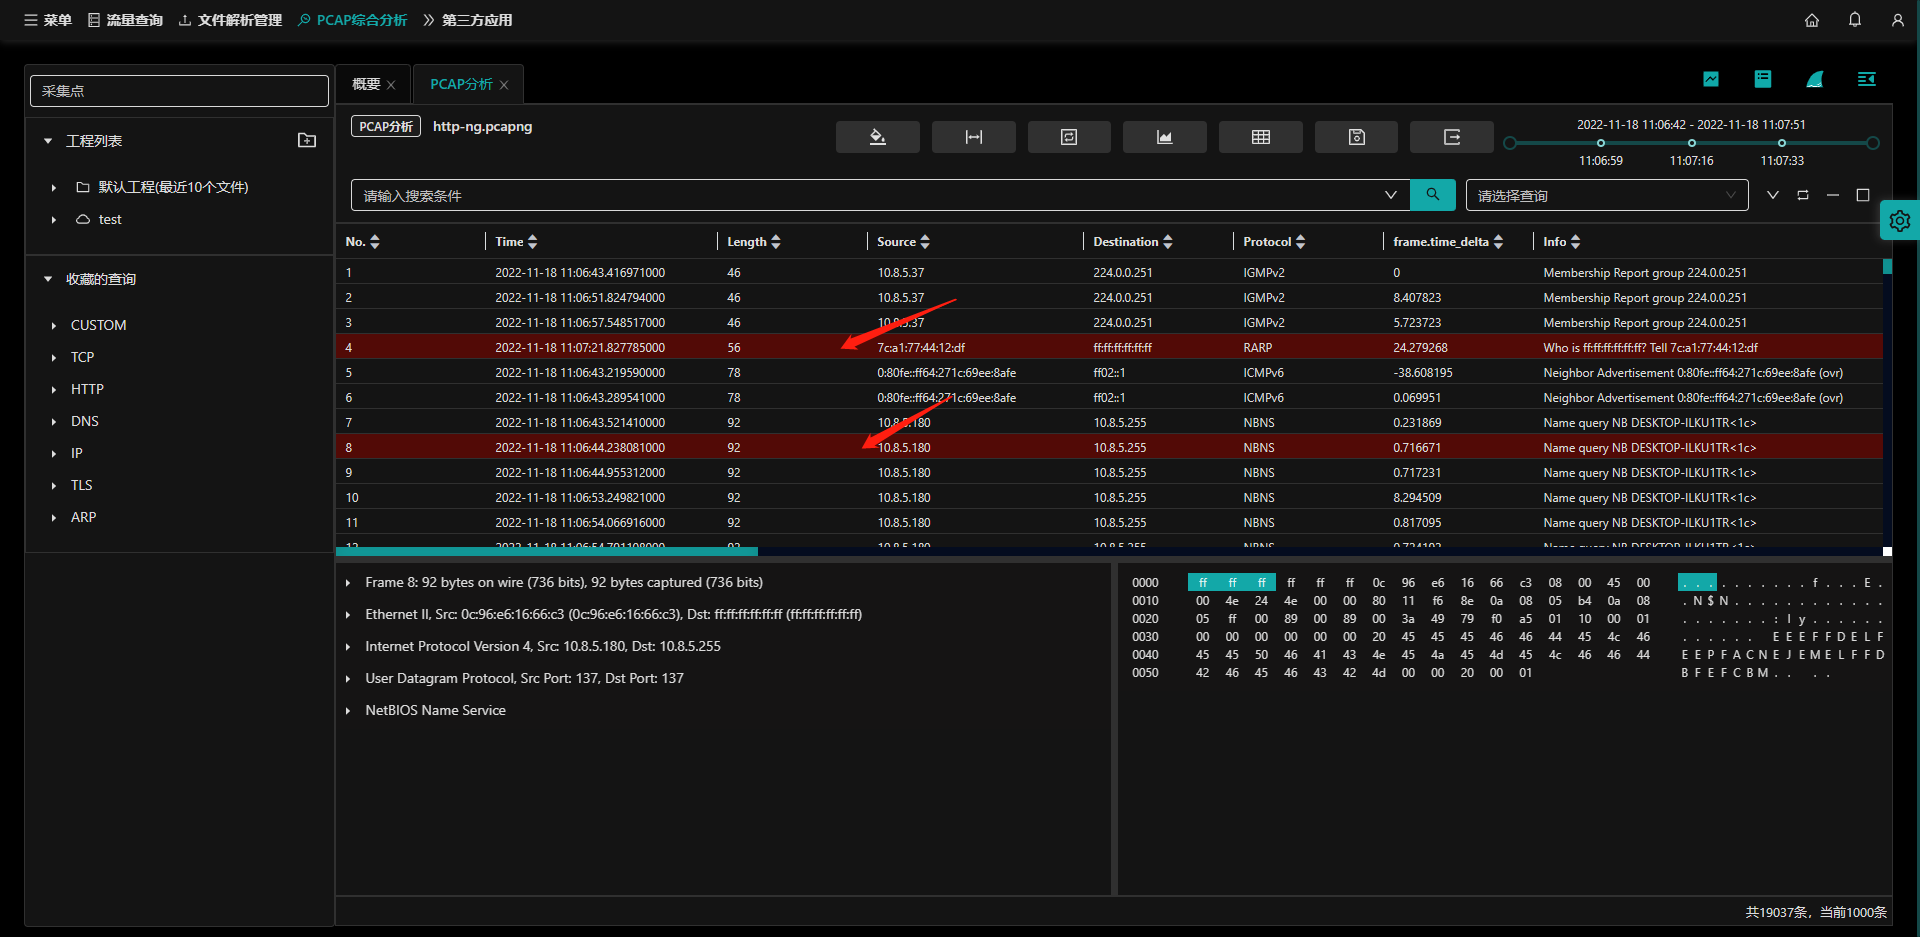 菜单 流量查询 文件解析管理 PCAP综合分析 第三方应用
采集点
工程列表
默认工程(最近10个文件)
test
收藏的查询
CUSTOM
TCP
HTTP
DNS
IP
TLS
ARP
概要 PCAP分析
PCAP分析 http-ng.pcapng
2022-11-18 11:06:42 - 2022-11-18 11:07:51
11:06:59 11:07:16 11:07:33
请输入搜索条件 请选择查询
No. Time Length Source Destination Protocol frame.time_delta Info
1 2022-11-18 11:06:43.416971000 46 10.8.5.37 224.0.0.251 IGMPv2 0 Membership Report group 224.0.0.251
2 2022-11-18 11:06:51.824794000 46 10.8.5.37 224.0.0.251 IGMPv2 8.407823 Membership Report group 224.0.0.251
3 2022-11-18 11:06:57.548517000 46 10.8.5.37 224.0.0.251 IGMPv2 5.723723 Membership Report group 224.0.0.251
4 2022-11-18 11:07:21.827785000 56 7c:a1:77:44:12:df ff:ff:ff:ff:ff:ff RARP 24.279268 Who is ff:ff:ff:ff:ff:ff? Tell 7c:a1:77:44:12:df
5 2022-11-18 11:06:43.219590000 78 0:80fe::ff64:271c:69ee:8afe ff02::1 ICMPv6 -38.608195 Neighbor Advertisement 0:80fe::ff64:271c:69ee:8afe (ovr)
6 2022-11-18 11:06:43.289541000 78 0:80fe::ff64:271c:69ee:8afe ff02::1 ICMPv6 0.069951 Neighbor Advertisement 0:80fe::ff64:271c:69ee:8afe (ovr)
7 2022-11-18 11:06:43.521410000 92 10.8.5.180 10.8.5.255 NBNS 0.231869 Name query NB DESKTOP-ILKU1TR<1c>
8 2022-11-18 11:06:44.238081000 92 10.8.5.180 10.8.5.255 NBNS 0.716671 Name query NB DESKTOP-ILKU1TR<1c>
9 2022-11-18 11:06:44.955312000 92 10.8.5.180 10.8.5.255 NBNS 0.717231 Name query NB DESKTOP-ILKU1TR<1c>
10 2022-11-18 11:06:53.249821000 92 10.8.5.180 10.8.5.255 NBNS 8.294509 Name query NB DESKTOP-ILKU1TR<1c>
11 2022-11-18 11:06:54.066916000 92 10.8.5.180 10.8.5.255 NBNS 0.817095 Name query NB DESKTOP-ILKU1TR<1c>
Frame 8: 92 bytes on wire (736 bits), 92 bytes captured (736 bits)
Ethernet II, Src: 0c:96:e6:16:66:c3 (0c:96:e6:16:66:c3), Dst: ff:ff:ff:ff:ff:ff (ff:ff:ff:ff:ff:ff)
Internet Protocol Version 4, Src: 10.8.5.180, Dst: 10.8.5.255
User Datagram Protocol, Src Port: 137, Dst Port: 137
NetBIOS Name Service
0000 ff ff ff ff ff ff 0c 96 e6 16 66 c3 08 00 45 00 . . . . . . . . . . f . . . E .
0010 00 4e 24 4e 00 00 80 11 f6 8e 0a 08 05 b4 0a 08 . N $ N . . . . . . . . . . . .
0020 05 ff 00 89 00 89 00 3a 49 79 f0 a5 01 10 00 01 . . . . . . . : I y . . . . . .
0030 00 00 00 00 00 00 20 45 45 45 46 46 44 45 4c 46 . . . . . . E E E F F D E L F
0040 45 45 50 46 41 43 4e 45 4a 45 4d 45 4c 46 46 44 E E P F A C N E J E M E L F F D
0050 42 46 45 46 43 42 4d 00 00 20 00 01 B F E F C B M . . . .
共19037条，当前1000条